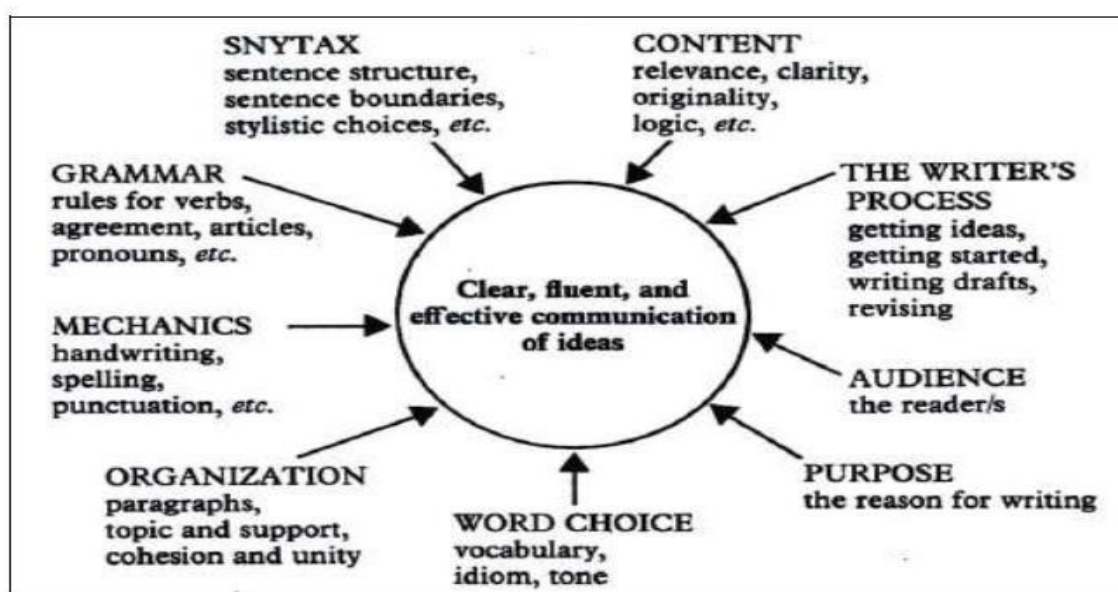 SNYTAX
sentence structure,
sentence boundaries,
stylistic choices, etc.
CONTENT
relevance, clarity,
originality,
logic, etc.
THE WRITER'S
PROCESS
getting ideas,
getting started,
writing drafts,
revising
AUDIENCE
the reader/s
PURPOSE
the reason for writing
WORD CHOICE
vocabulary,
idiom, tone
ORGANIZATION
paragraphs,
topic and support,
cohesion and unity
MECHANICS
handwriting,
spelling,
punctuation, etc.
GRAMMAR
rules for verbs,
agreement, articles,
pronouns, etc.
Clear, fluent, and
effective communication
of ideas